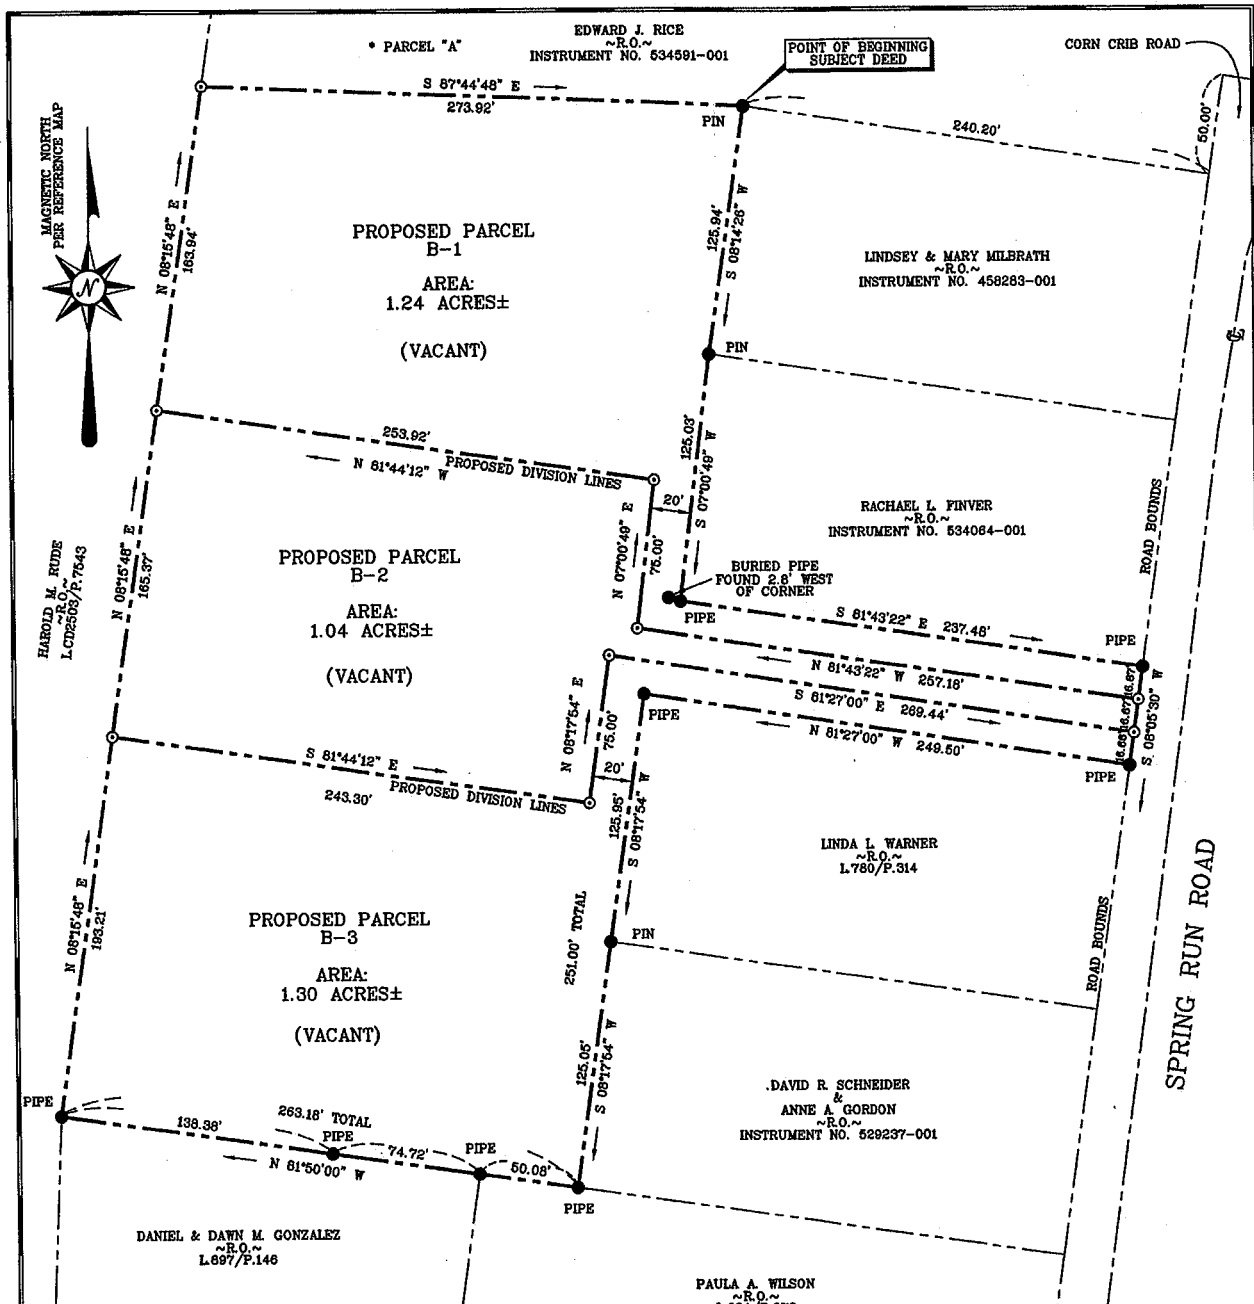 EDWARD J. RICE
~R.O.~
INSTRUMENT NO. 534591-001
* PARCEL "A"
POINT OF BEGINNING
SUBJECT DEED
CORN CRIB ROAD
S 87°44'48" E
273.92'
PIN
240.20'
50.00'
MAGNETIC NORTH
PER REFERENCE MAP
N
N 08°15'48" E
163.94'
PROPOSED PARCEL
B-1
AREA:
1.24 ACRES±
(VACANT)
125.94'
S 08°14'26" W
LINDSEY & MARY MILBRATH
~R.O.~
INSTRUMENT NO. 458283-001
PIN
253.92'
N 81°44'12" W
PROPOSED DIVISION LINES
125.03'
S 07°00'49" W
20'
N 07°00'49" E
75.00'
RACHAEL L. FINVER
~R.O.~
INSTRUMENT NO. 534064-001
ROAD BOUNDS
HAROLD M. RUDE
~R.O.~
L.CD2503/P.7543
N 08°15'48" E
165.37'
PROPOSED PARCEL
B-2
AREA:
1.04 ACRES±
(VACANT)
BURIED PIPE
FOUND 2.8' WEST
OF CORNER
PIPE
S 81°43'22" E 237.48'
PIPE
N 81°43'22" W 257.18'
S 81°27'00" E 269.44'
N 81°27'00" W 249.50'
16.67'
16.67'
16.66'
S 08°05'30" W
PIPE
PIPE
N 08°17'54" E
75.00'
20'
S 81°44'12" E
243.30'
PROPOSED DIVISION LINES
125.95'
S 08°17'54" W
LINDA L. WARNER
~R.O.~
L.780/P.314
N 08°15'48" E
193.21'
PROPOSED PARCEL
B-3
AREA:
1.30 ACRES±
(VACANT)
251.00' TOTAL
PIN
ROAD BOUNDS
SPRING RUN ROAD
125.05'
S 08°17'54" W
DAVID R. SCHNEIDER
&
ANNE A. GORDON
~R.O.~
INSTRUMENT NO. 529237-001
PIPE
138.38'
263.18' TOTAL
PIPE
74.72'
PIPE
50.08'
N 81°50'00" W
PIPE
DANIEL & DAWN M. GONZALEZ
~R.O.~
L.897/P.146
PAULA A. WILSON
~R.O.~